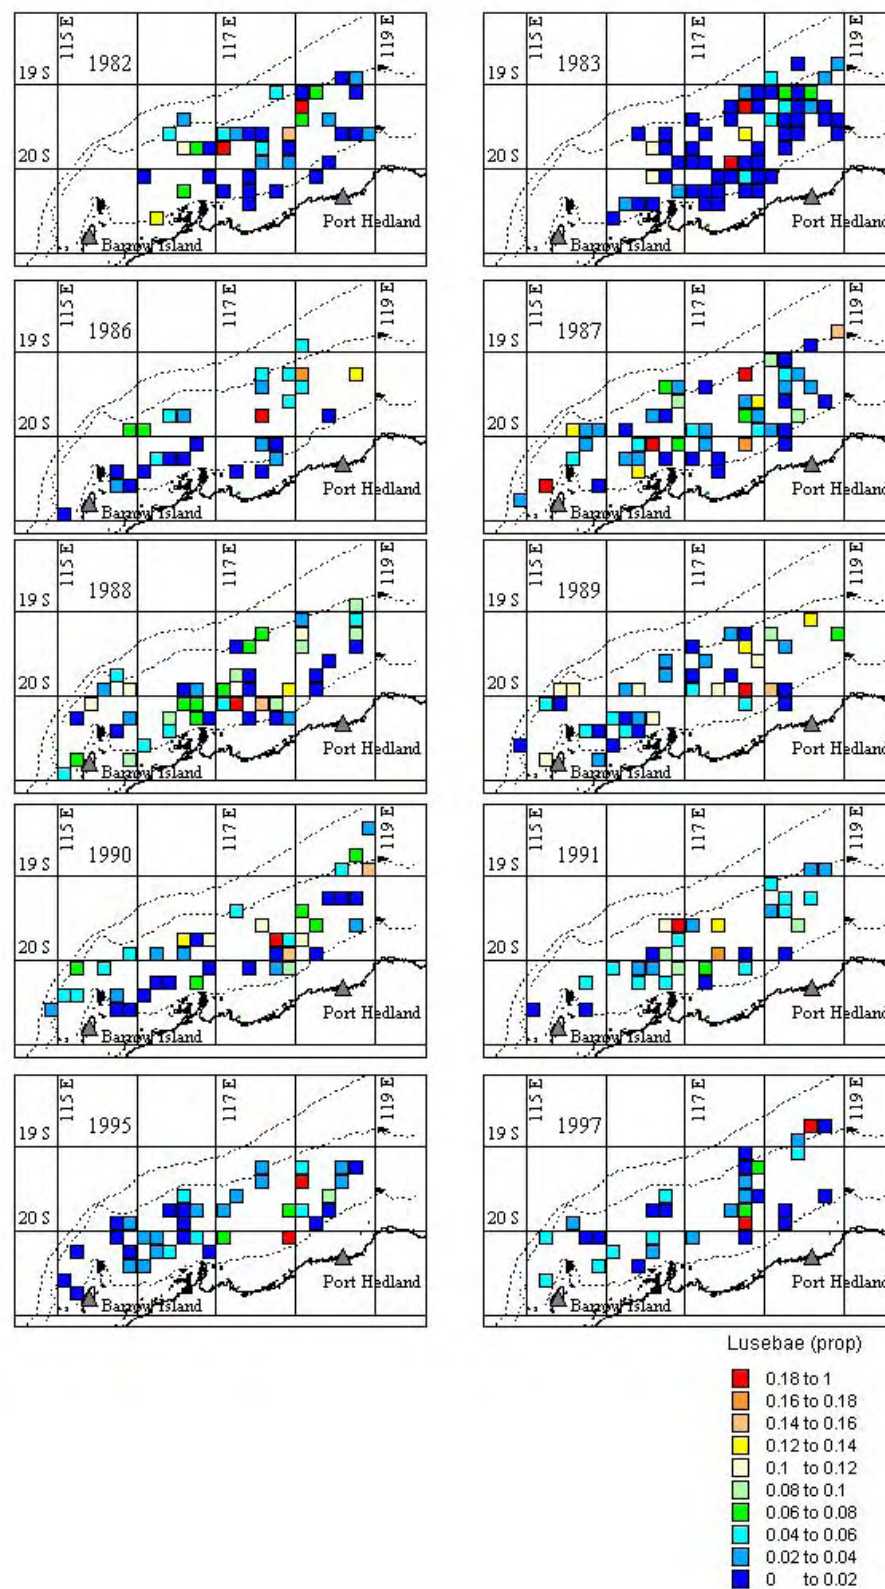 115 E
117 E
119 E
1982
19 S
20 S
Port Hedland
Barrow Island
115 E
117 E
119 E
1983
19 S
20 S
Port Hedland
Barrow Island
115 E
117 E
119 E
1986
19 S
20 S
Port Hedland
Barrow Island
115 E
117 E
119 E
1987
19 S
20 S
Port Hedland
Barrow Island
115 E
117 E
119 E
1988
19 S
20 S
Port Hedland
Barrow Island
115 E
117 E
119 E
1989
19 S
20 S
Port Hedland
Barrow Island
115 E
117 E
119 E
1990
19 S
20 S
Port Hedland
Barrow Island
115 E
117 E
119 E
1991
19 S
20 S
Port Hedland
Barrow Island
115 E
117 E
119 E
1995
19 S
20 S
Port Hedland
Barrow Island
115 E
117 E
119 E
1997
19 S
20 S
Port Hedland
Barrow Island
Lusebae (prop)
0.18 to 1
0.16 to 0.18
0.14 to 0.16
0.12 to 0.14
0.1 to 0.12
0.08 to 0.1
0.06 to 0.08
0.04 to 0.06
0.02 to 0.04
0 to 0.02